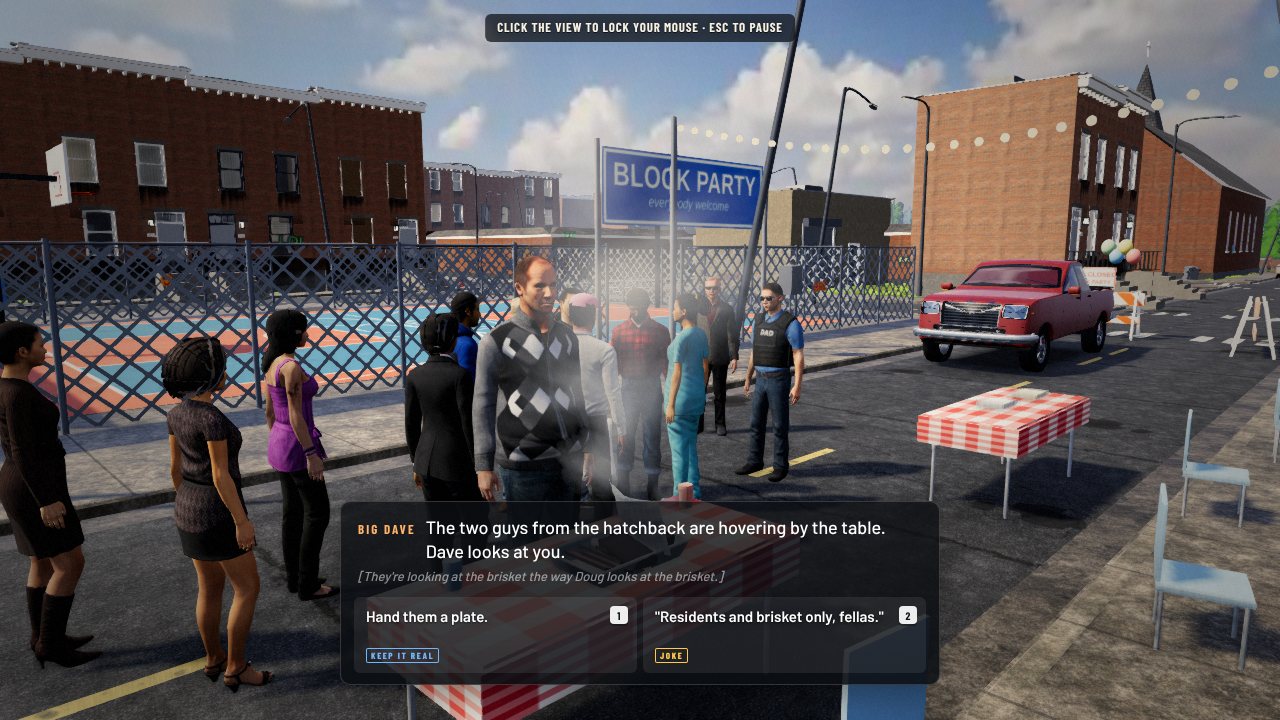 CLICK THE VIEW TO LOCK YOUR MOUSE · ESC TO PAUSE
BLOCK PARTY
everybody welcome
CLOSED
DAD
BIG DAVE
The two guys from the hatchback are hovering by the table.
Dave looks at you.
[They're looking at the brisket the way Doug looks at the brisket.]
Hand them a plate.
1
KEEP IT REAL
"Residents and brisket only, fellas."
2
JOKE